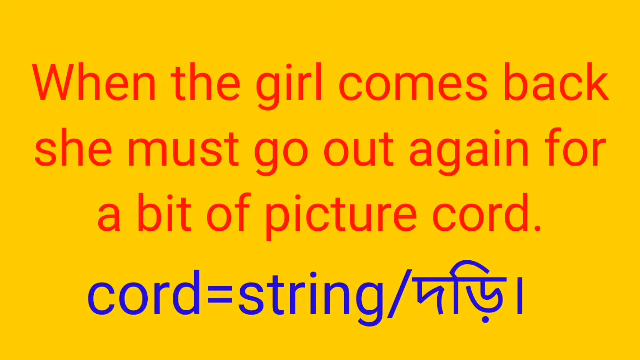 When the girl comes back
she must go out again for
a bit of picture cord.
cord=string/দড়ি।